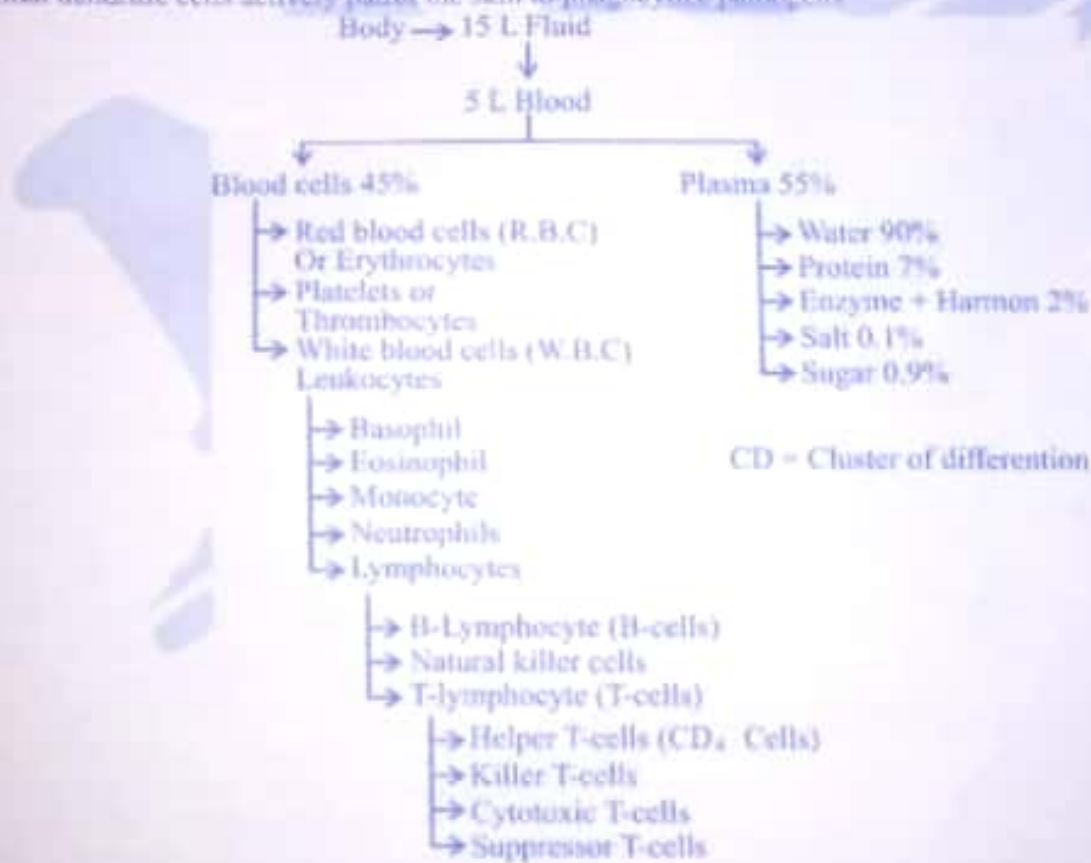 Body → 15 L Fluid
5 L Blood
Blood cells 45%
Red blood cells (R.B.C)
Or Erythrocytes
Platelets or
Thrombocytes
White blood cells (W.B.C)
Leukocytes
Basophil
Eosinophil
Monocyte
Neutrophils
Lymphocytes
B-Lymphocyte (B-cells)
Natural killer cells
T-lymphocyte (T-cells)
Helper T-cells (CD₄ Cells)
Killer T-cells
Cytotoxic T-cells
Suppressor T-cells
Plasma 55%
Water 90%
Protein 7%
Enzyme + Harmon 2%
Salt 0.1%
Sugar 0.9%
CD = Cluster of differention